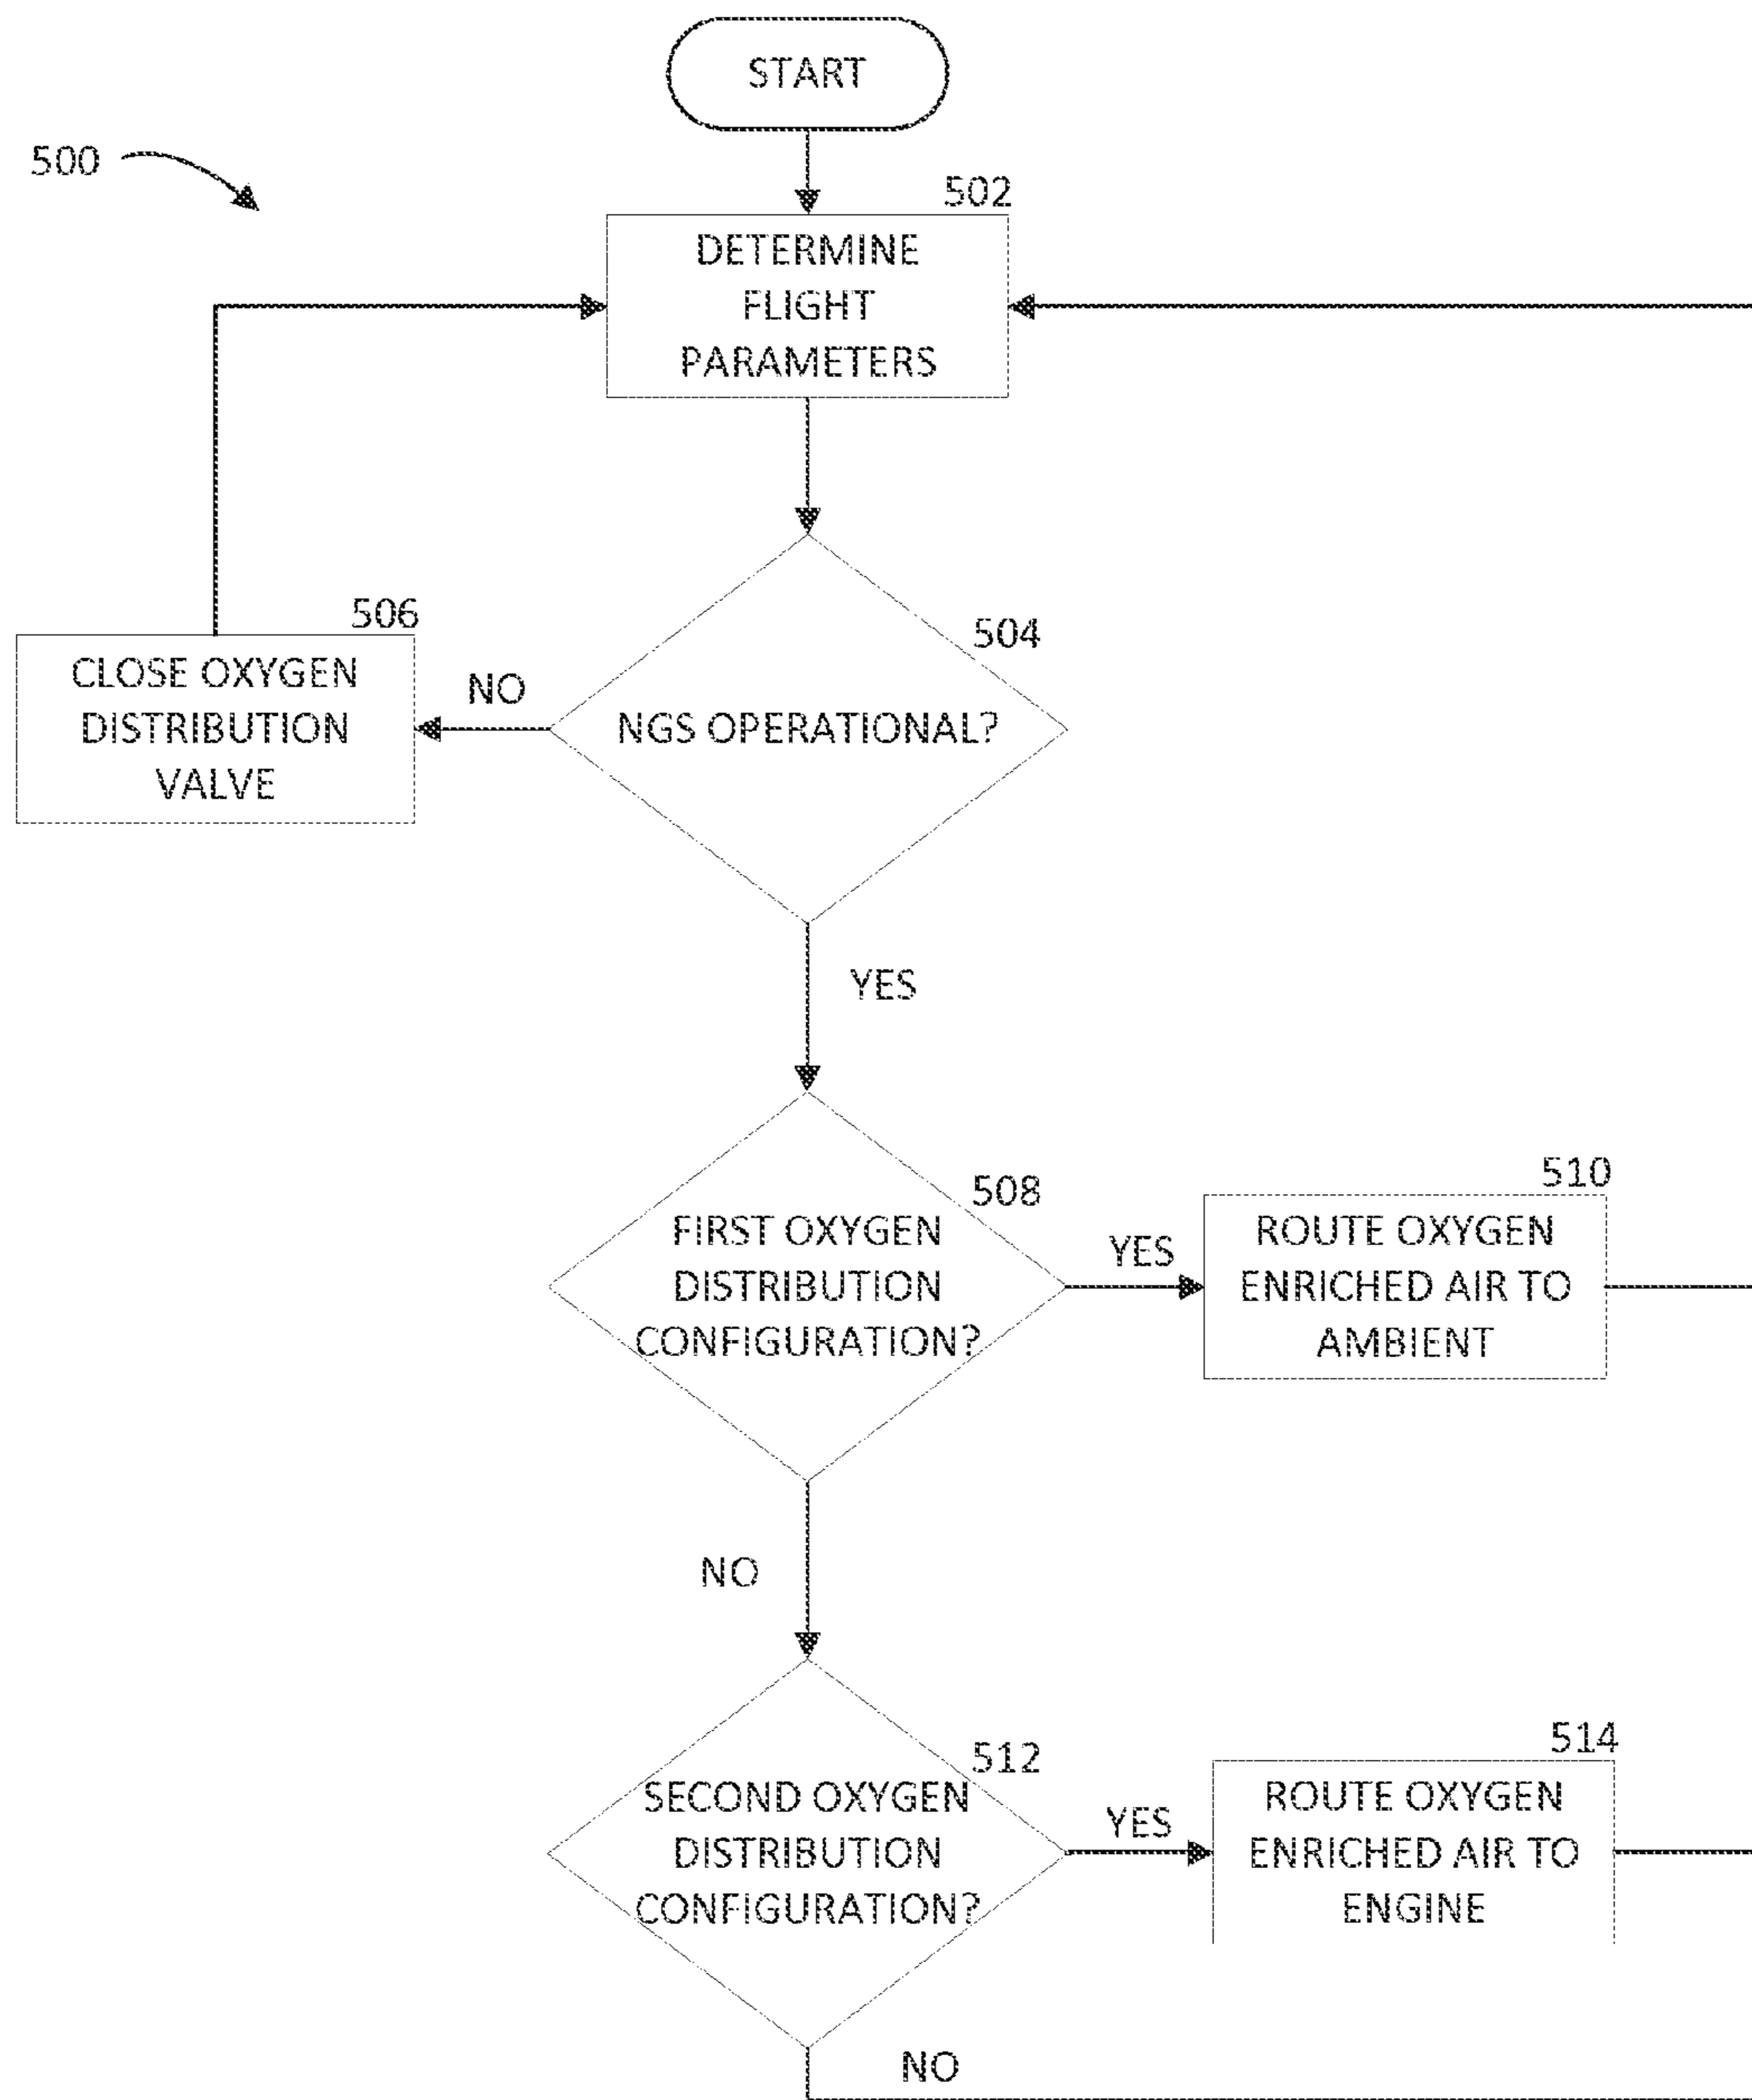 START
500
502
DETERMINE
FLIGHT
PARAMETERS
506
CLOSE OXYGEN
DISTRIBUTION
VALVE
NO
504
NGS OPERATIONAL?
YES
508
FIRST OXYGEN
DISTRIBUTION
CONFIGURATION?
YES
510
ROUTE OXYGEN
ENRICHED AIR TO
AMBIENT
NO
512
SECOND OXYGEN
DISTRIBUTION
CONFIGURATION?
YES
514
ROUTE OXYGEN
ENRICHED AIR TO
ENGINE
NO